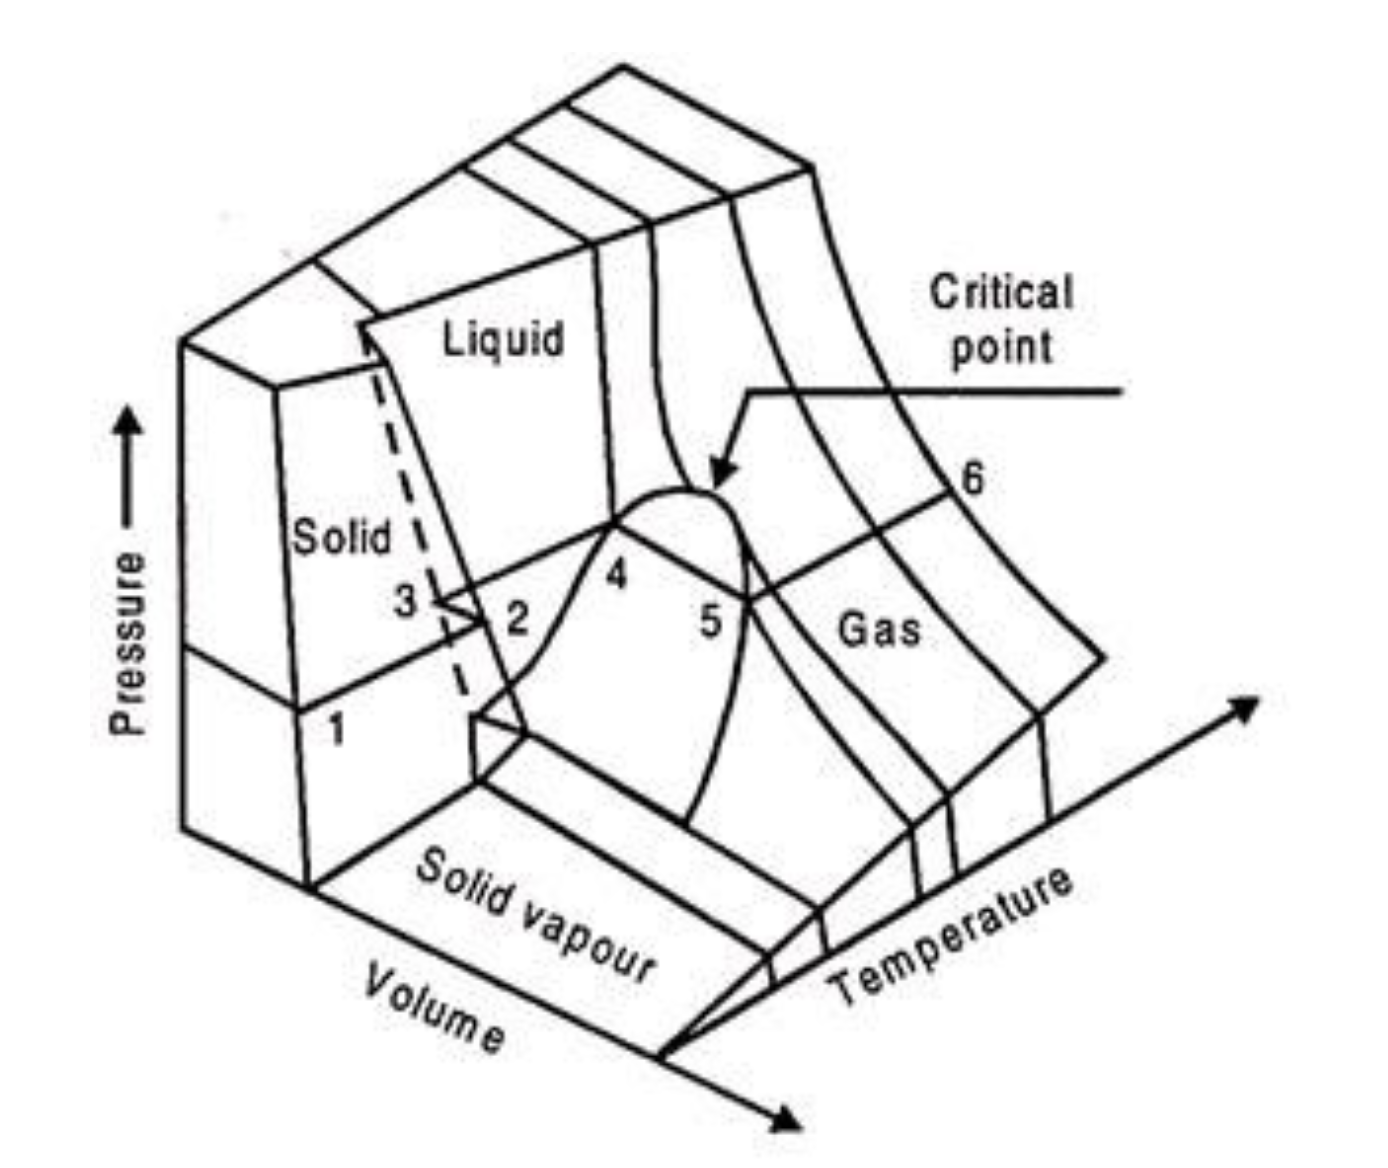 Critical
point
Liquid
6
Solid
4
3
2
5
Gas
1
Pressure
Solid vapour
Temperature
Volume